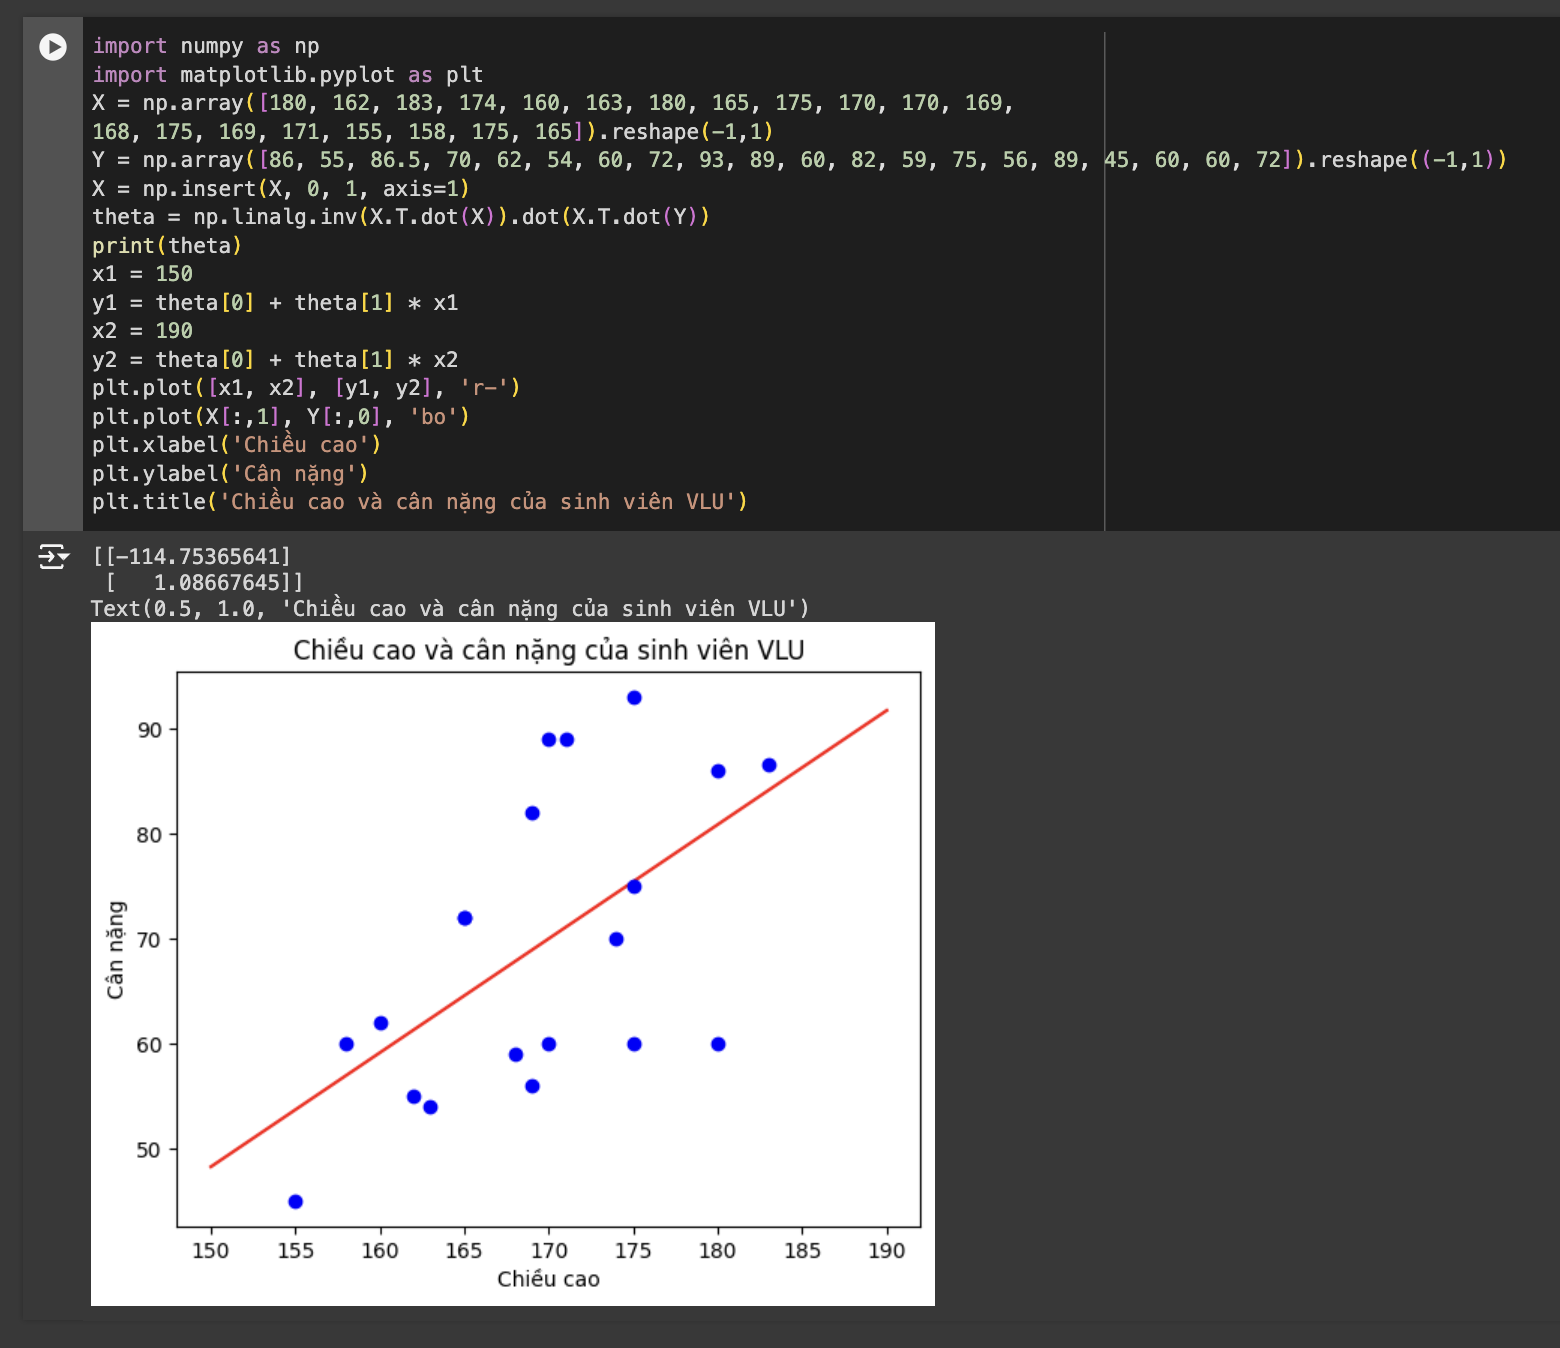 import numpy as np
import matplotlib.pyplot as plt
X = np.array([180, 162, 183, 174, 160, 163, 180, 165, 175, 170, 170, 169,
168, 175, 169, 171, 155, 158, 175, 165]).reshape(-1,1)
Y = np.array([86, 55, 86.5, 70, 62, 54, 60, 72, 93, 89, 60, 82, 59, 75, 56, 89, 45, 60, 60, 72]).reshape((-1,1))
X = np.insert(X, 0, 1, axis=1)
theta = np.linalg.inv(X.T.dot(X)).dot(X.T.dot(Y))
print(theta)
x1 = 150
y1 = theta[0] + theta[1] * x1
x2 = 190
y2 = theta[0] + theta[1] * x2
plt.plot([x1, x2], [y1, y2], 'r-')
plt.plot(X[:,1], Y[:,0], 'bo')
plt.xlabel('Chiều cao')
plt.ylabel('Cân nặng')
plt.title('Chiều cao và cân nặng của sinh viên VLU')
[[-114.75365641]
[   1.08667645]]
Text(0.5, 1.0, 'Chiều cao và cân nặng của sinh viên VLU')
Chiều cao và cân nặng của sinh viên VLU
90
80
70
60
50
Cân nặng
150 155 160 165 170 175 180 185 190
Chiều cao